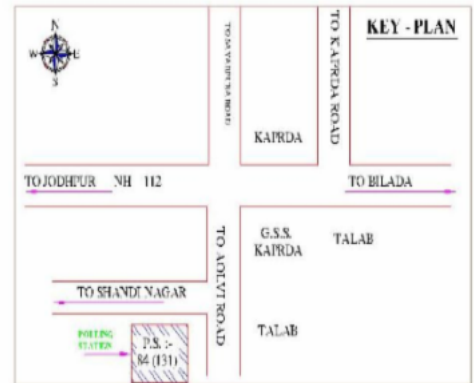 KEY - PLAN
N
W E
S
TO KAPRDA ROAD
KAPRDA
TO JODHPUR NH 112
TO BILADA
G.S.S.
KAPRDA
TALAB
TO AOLVI ROAD
TO SHANDI NAGAR
POLLING
STATION
P.S. :-
84 (131)
TALAB